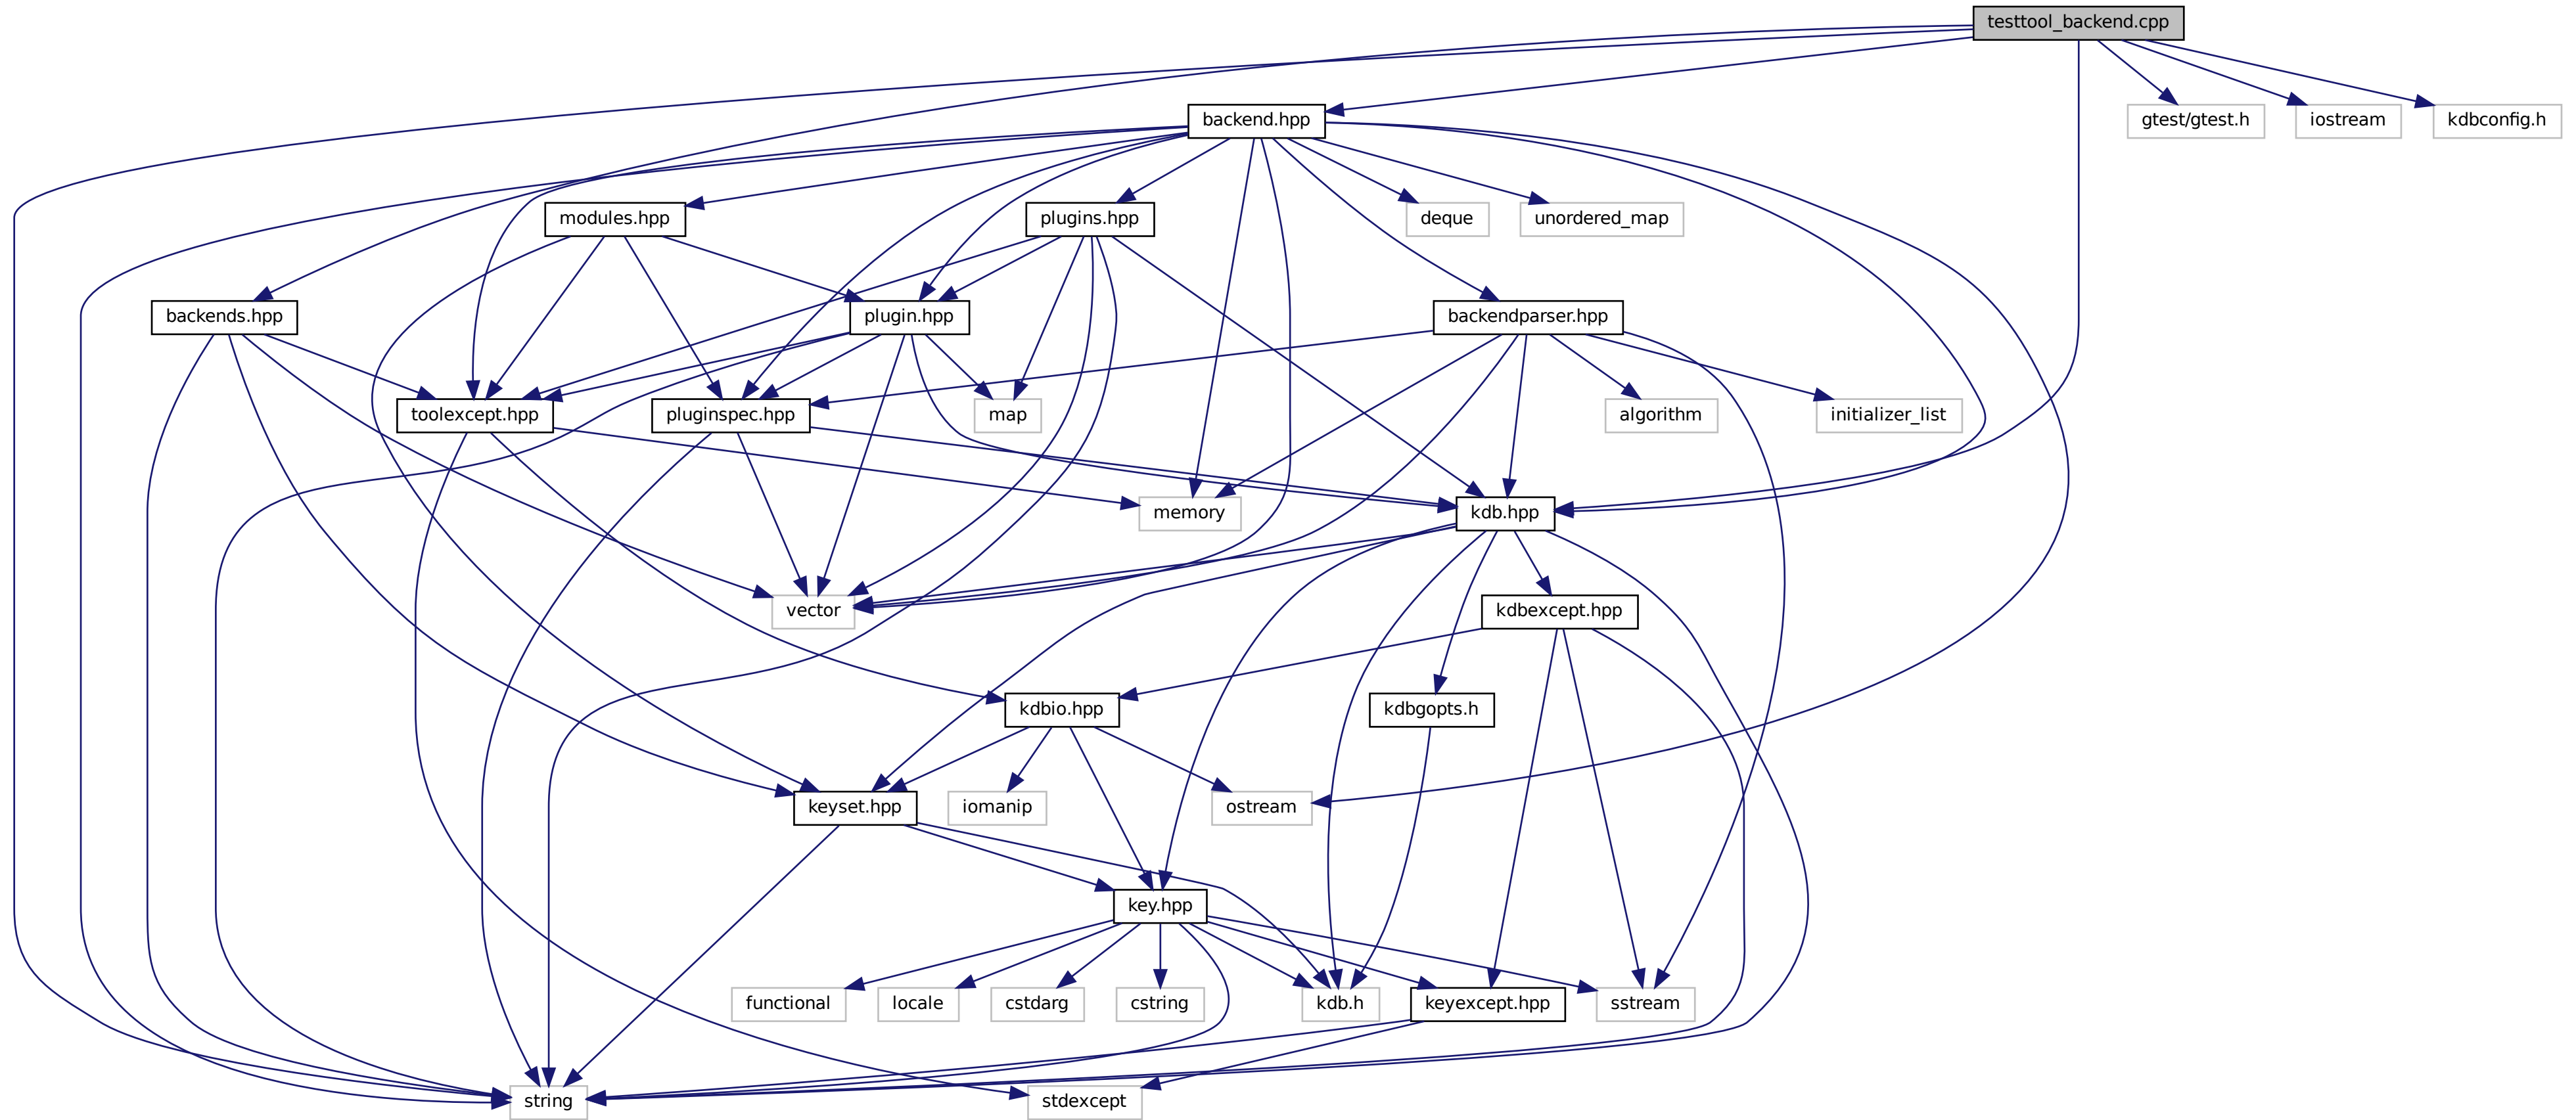 testtool_backend.cpp
backend.hpp
gtest/gtest.h
iostream
kdbconfig.h
modules.hpp
plugins.hpp
deque
unordered_map
backends.hpp
plugin.hpp
backendparser.hpp
toolexcept.hpp
pluginspec.hpp
map
algorithm
initializer_list
memory
kdb.hpp
vector
kdbexcept.hpp
kdbio.hpp
kdbgopts.h
keyset.hpp
iomanip
ostream
key.hpp
functional
locale
cstdarg
cstring
kdb.h
keyexcept.hpp
sstream
string
stdexcept